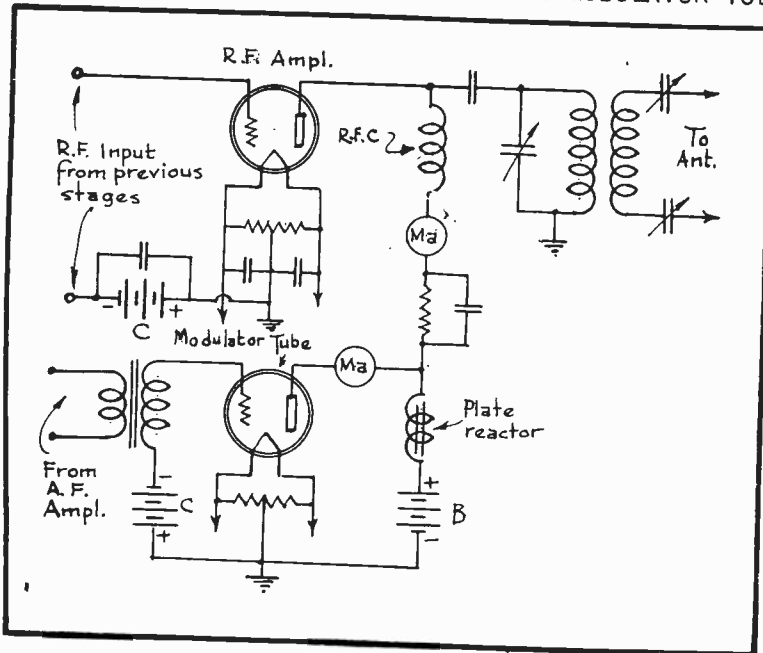 R.F. Ampl.
R.F. Input
from previous
stages
R.F.C
To
Ant.
Ma
-
+
C
Modulator Tube
Ma
Plate
reactor
From
A.F.
Ampl.
-
C
+
+
B
-